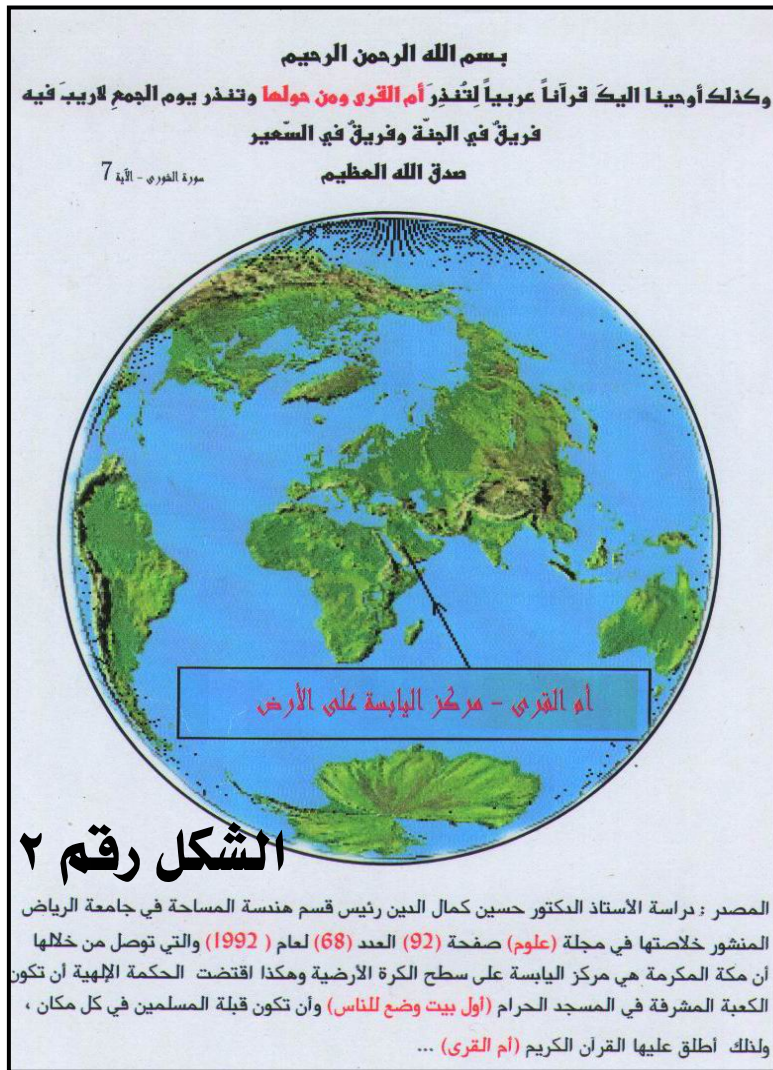 بسم الله الرحمن الرحيم
وكذلك أوحينا اليكَ قرآناً عربياً لِتُنذِرَ أم القرى ومن حولها وتنذر يوم الجمعِ لاريبَ فيه
فريقٌ في الجنّة وفريقٌ في السّعير
صدق الله العظيم
سورة الشورى - الآية 7
أم القرى - مركز اليابسة على الأرض
الشكل رقم ٢
المصدر : دراسة الأستاذ الدكتور حسين كمال الدين رئيس قسم هندسة المساحة في جامعة الرياض
المنشور خلاصتها في مجلة (علوم) صفحة (92) العدد (68) لعام ( 1992) والتي توصل من خلالها
أن مكة المكرمة هي مركز اليابسة على سطح الكرة الأرضية وهكذا اقتضت الحكمة الإلهية أن تكون
الكعبة المشرفة في المسجد الحرام (أول بيت وضع للناس) وأن تكون قبلة المسلمين في كل مكان ،
ولذلك أطلق عليها القرآن الكريم (أم القرى) ...